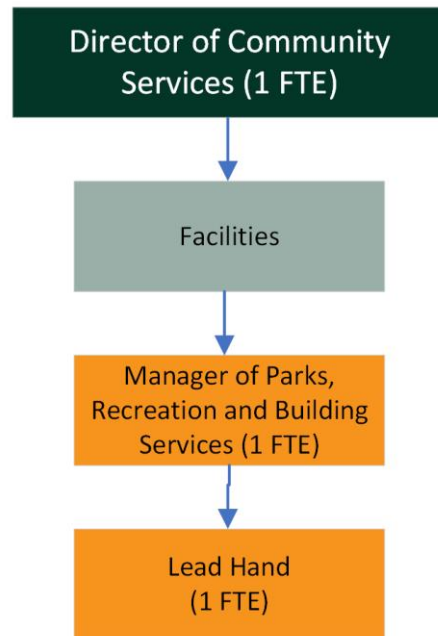 Director of Community
Services (1 FTE)
Facilities
Manager of Parks,
Recreation and Building
Services (1 FTE)
Lead Hand
(1 FTE)